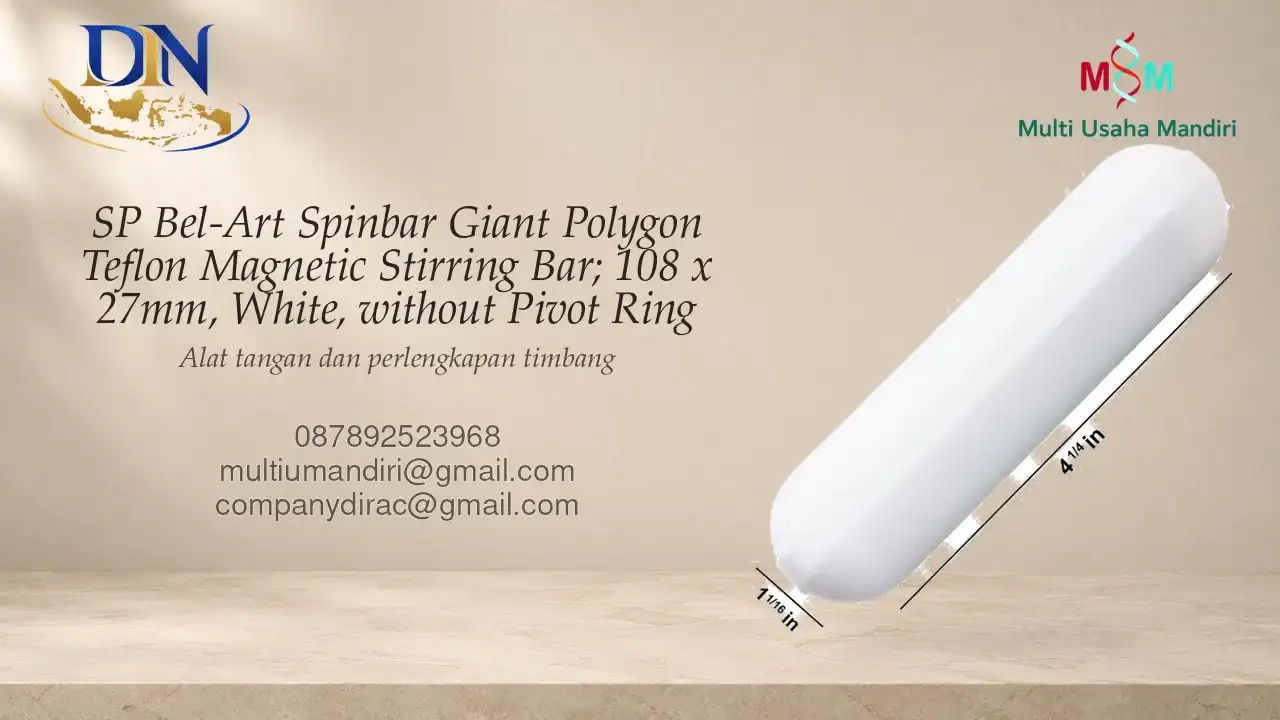 DIN
MSM
Multi Usaha Mandiri
SP Bel-Art Spinbar Giant Polygon
Teflon Magnetic Stirring Bar; 108 x
27mm, White, without Pivot Ring
Alat tangan dan perlengkapan timbang
087892523968
multiumandiri@gmail.com
companydirac@gmail.com
4 1/4 in
1 1/16 in